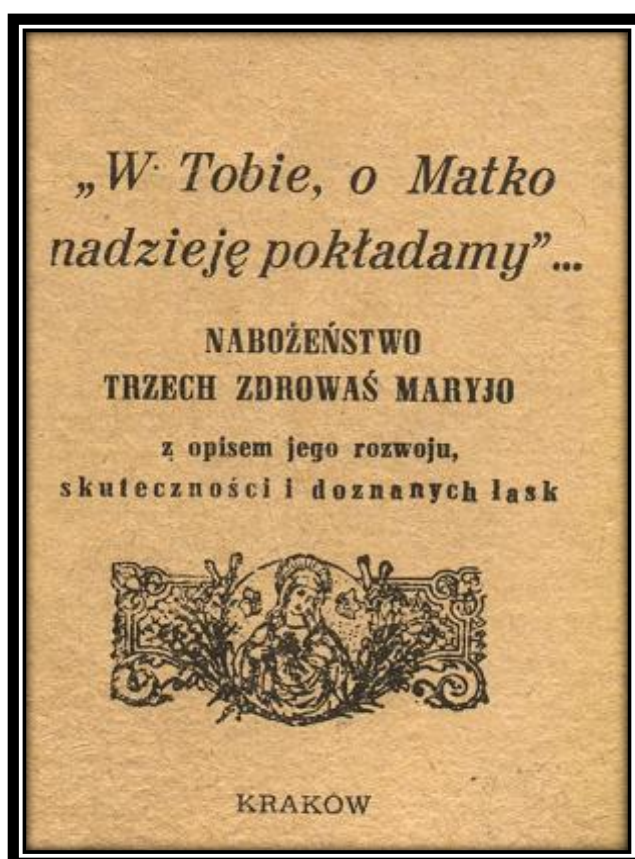 „W Tobie, o Matko
nadzieję pokładamy”...
NABOŻEŃSTWO
TRZECH ZDROWAŚ MARYJO
z opisem jego rozwoju,
skuteczności i doznanych łask
KRAKÓW